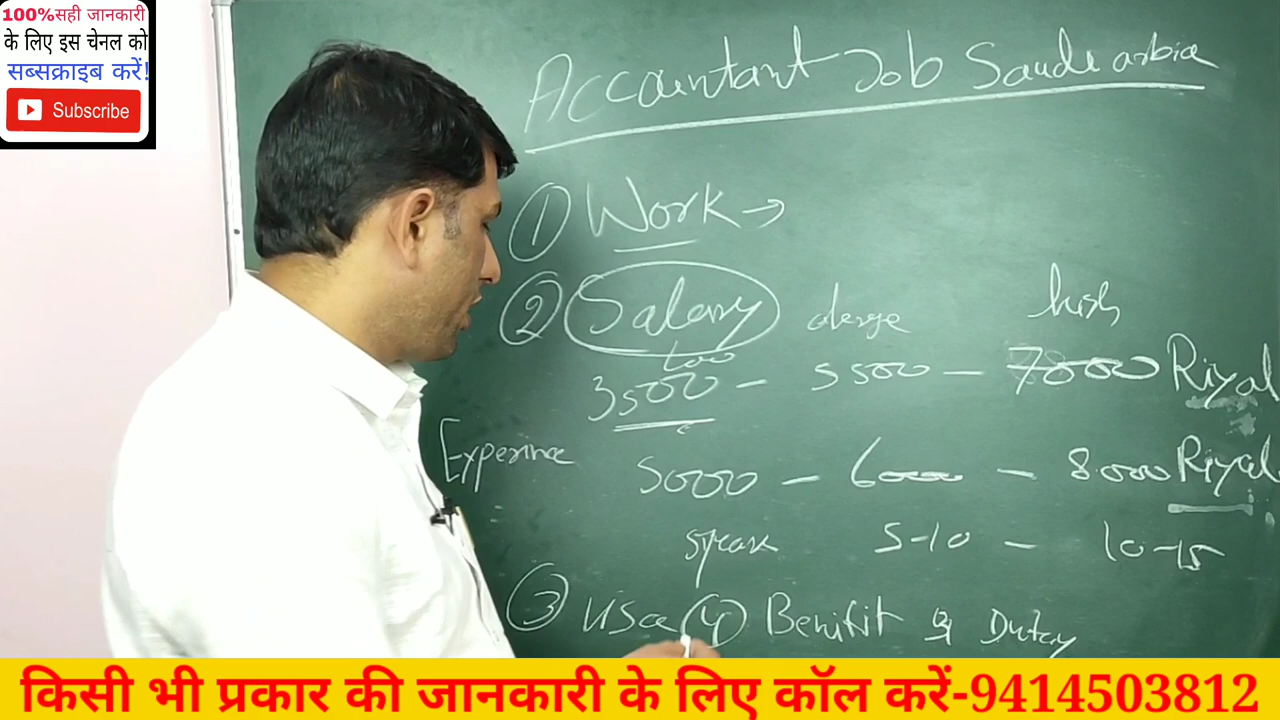 100%सही जानकारी
के लिए इस चेनल को
सब्सक्राइब करें!
Subscribe
Accountant Job Saudi arbia
① Work →
② Salary
high
3500 - 5500 - 7000 Riyal
Experince 5000 - 6000 - 8000 Riyal
5-10 - 10-15
③ Visa ④ Benifit & Dutay
किसी भी प्रकार की जानकारी के लिए कॉल करें-9414503812